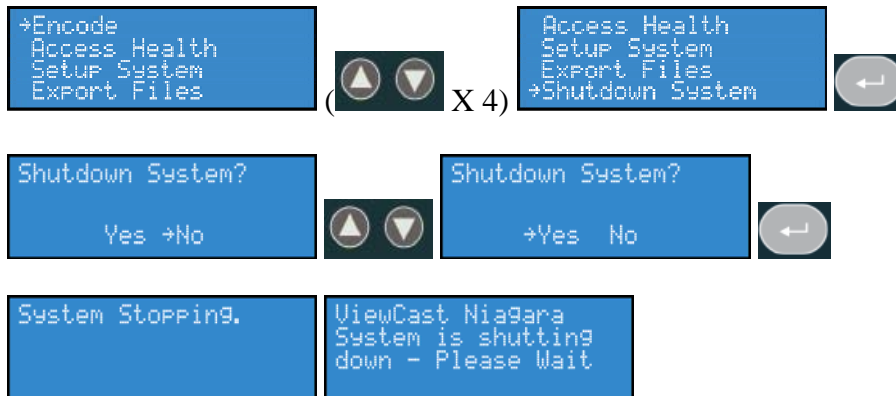 →Encode
Access Health
Setup System
Export Files
( X 4)
Access Health
Setup System
Export Files
→Shutdown System
Shutdown System?
Yes →No
Shutdown System?
→Yes No
System Stopping.
ViewCast Niagara
System is shutting
down - Please Wait